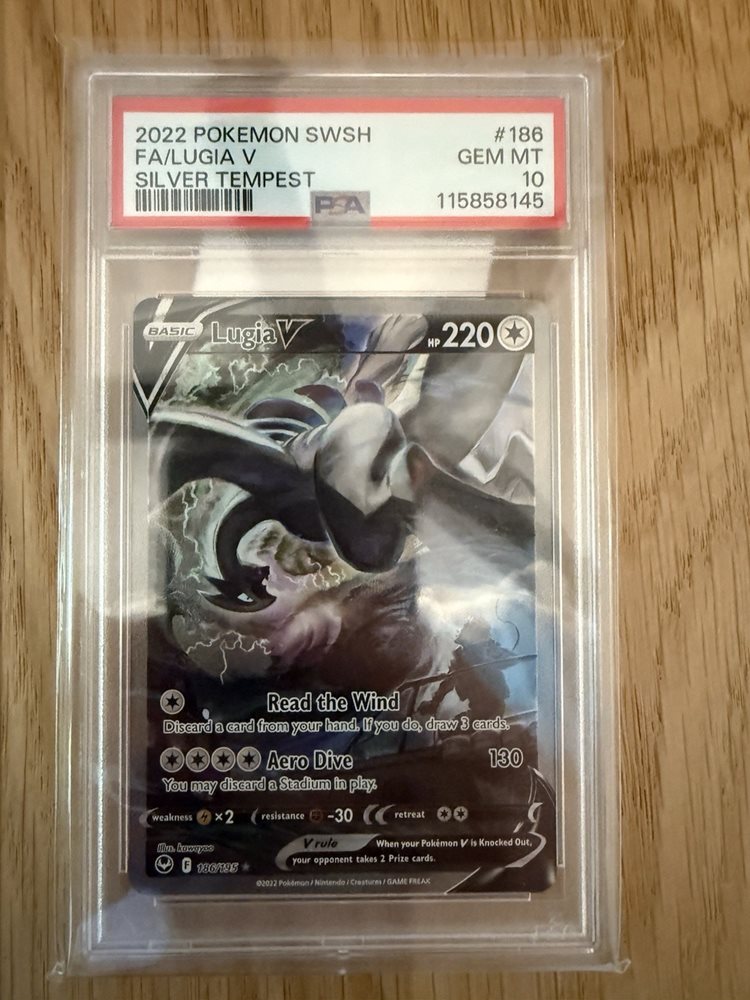 2022 POKEMON SWSH #186
FA/LUGIA V GEM MT
SILVER TEMPEST 10
PSA 115858145
BASIC Lugia V HP 220
Read the Wind
Discard a card from your hand. If you do, draw 3 cards.
Aero Dive 130
You may discard a Stadium in play.
weakness ×2 resistance -30 retreat
V rule When your Pokémon V is Knocked Out,
your opponent takes 2 Prize cards.
Illus. kawayoo
F 186/195 ★
©2022 Pokémon / Nintendo / Creatures / GAME FREAK